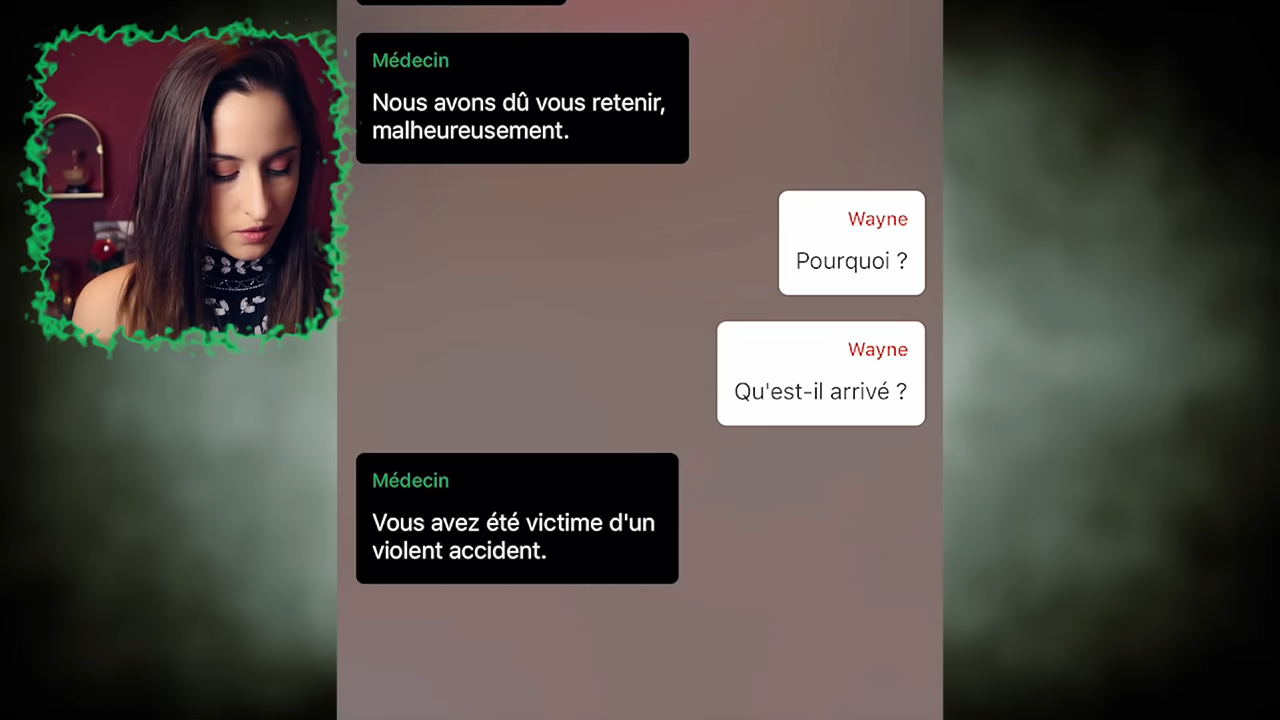 Médecin
Nous avons dû vous retenir,
malheureusement.
Wayne
Pourquoi ?
Wayne
Qu'est-il arrivé ?
Médecin
Vous avez été victime d'un
violent accident.